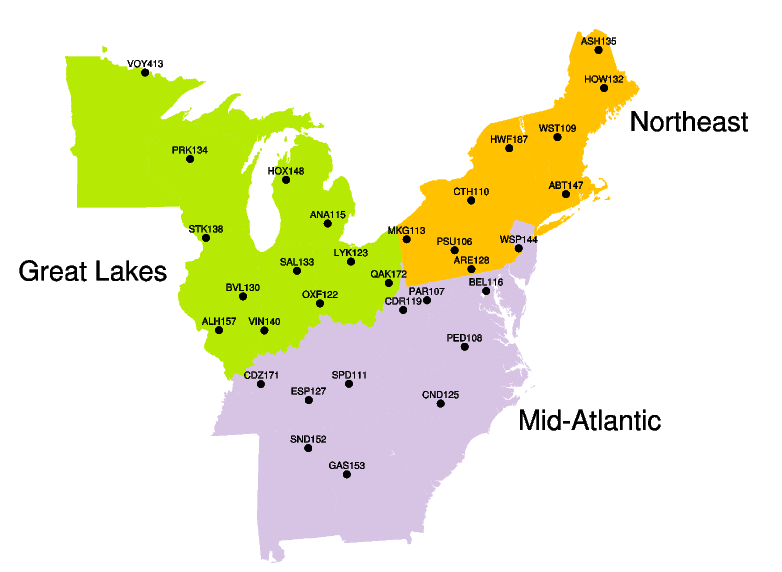 ASH135
VOY413
HOW132
Northeast
WST109
HWF187
PRK134
HOX148
CTH110
ABT147
ANA115
STK138
MKG113
WSP144
PSU106
LYK123
ARE128
SAL133
Great Lakes
QAK172
BEL116
BVL130
OXF122
PAR107
CDR119
ALH157
VIN140
PED108
CDZ171
SPD111
ESP127
CND125
Mid-Atlantic
SND152
GAS153